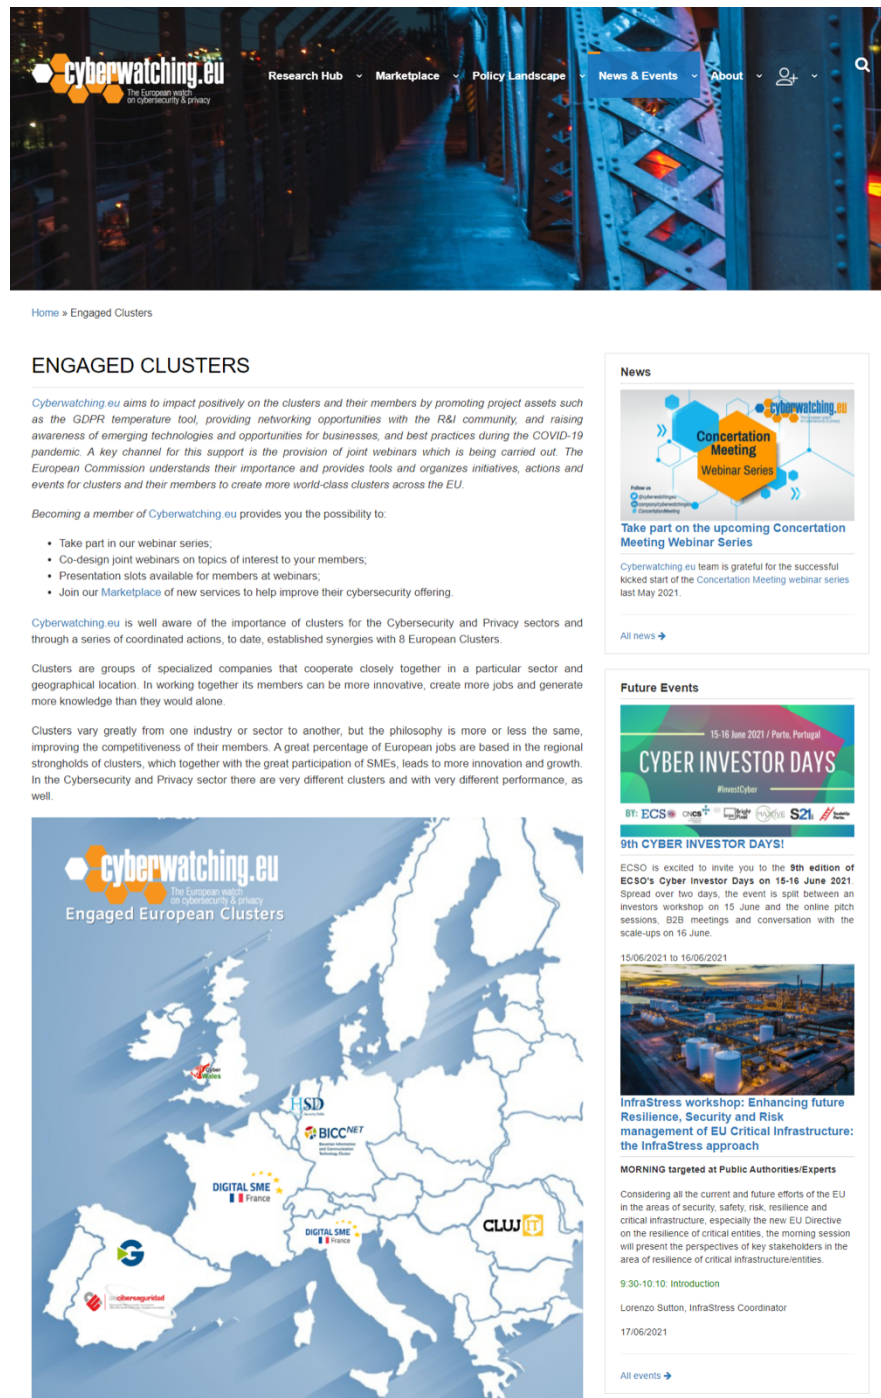 cyberwatching.eu
The European watch
on cybersecurity & privacy
Research Hub
Marketplace
Policy Landscape
News & Events
About
Home » Engaged Clusters
ENGAGED CLUSTERS
Cyberwatching.eu aims to impact positively on the clusters and their members by promoting project assets such
as the GDPR temperature tool, providing networking opportunities with the R&I community, and raising
awareness of emerging technologies and opportunities for businesses, and best practices during the COVID-19
pandemic. A key channel for this support is the provision of joint webinars which is being carried out. The
European Commission understands their importance and provides tools and organizes initiatives, actions and
events for clusters and their members to create more world-class clusters across the EU.
Becoming a member of Cyberwatching.eu provides you the possibility to:
• Take part in our webinar series;
• Co-design joint webinars on topics of interest to your members;
• Presentation slots available for members at webinars;
• Join our Marketplace of new services to help improve their cybersecurity offering.
Cyberwatching.eu is well aware of the importance of clusters for the Cybersecurity and Privacy sectors and
through a series of coordinated actions, to date, established synergies with 8 European Clusters.
Clusters are groups of specialized companies that cooperate closely together in a particular sector and
geographical location. In working together its members can be more innovative, create more jobs and generate
more knowledge than they would alone.
Clusters vary greatly from one industry or sector to another, but the philosophy is more or less the same,
improving the competitiveness of their members. A great percentage of European jobs are based in the regional
strongholds of clusters, which together with the great participation of SMEs, leads to more innovation and growth.
In the Cybersecurity and Privacy sector there are very different clusters and with very different performance, as
well.
cyberwatching.eu
The European watch
on cybersecurity & privacy
Engaged European Clusters
Cyber
Wales
HSD
BICCNET
Bavarian Information
and Communication
Technology Cluster
DIGITAL SME
France
DIGITAL SME
France
CLUJ IT
G
ciberseguridad
News
cyberwatching.eu
Concertation
Meeting
Webinar Series
Follow us
@cyberwatchingeu
company/cyberwatchingeu
# ConcertationMeeting
Take part on the upcoming Concertation
Meeting Webinar Series
Cyberwatching.eu team is grateful for the successful
kicked start of the Concertation Meeting webinar series
last May 2021.
All news ➔
Future Events
15-16 June 2021 / Porto, Portugal
CYBER INVESTOR DAYS
#InvestCyber
BY: ECS CNCS Bright Pixel S21 ScaleUp Porto.
9th CYBER INVESTOR DAYS!
ECSO is excited to invite you to the 9th edition of
ECSO's Cyber Investor Days on 15-16 June 2021.
Spread over two days, the event is split between an
investors workshop on 15 June and the online pitch
sessions, B2B meetings and conversation with the
scale-ups on 16 June.
15/06/2021 to 16/06/2021
InfraStress workshop: Enhancing future
Resilience, Security and Risk
management of EU Critical Infrastructure:
the InfraStress approach
MORNING targeted at Public Authorities/Experts
Considering all the current and future efforts of the EU
in the areas of security, safety, risk, resilience and
critical infrastructure, especially the new EU Directive
on the resilience of critical entities, the morning session
will present the perspectives of key stakeholders in the
area of resilience of critical infrastructure/entities.
9:30-10:10: Introduction
Lorenzo Sutton, InfraStress Coordinator
17/06/2021
All events ➔